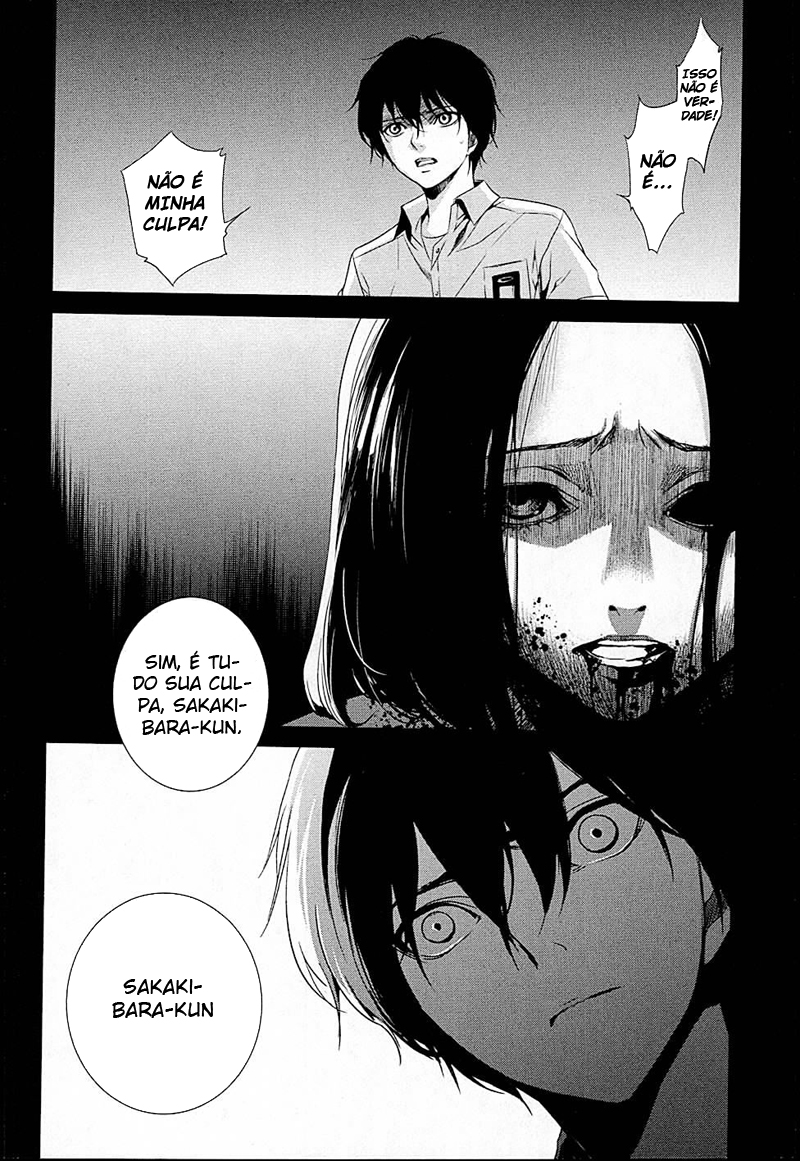 ISSO
NÃO É
VER-
DADE!
NÃO
É...
NÃO É
MINHA
CULPA!
SIM, É TU-
DO SUA CUL-
PA, SAKAKI-
BARA-KUN.
SAKAKI-
BARA-KUN